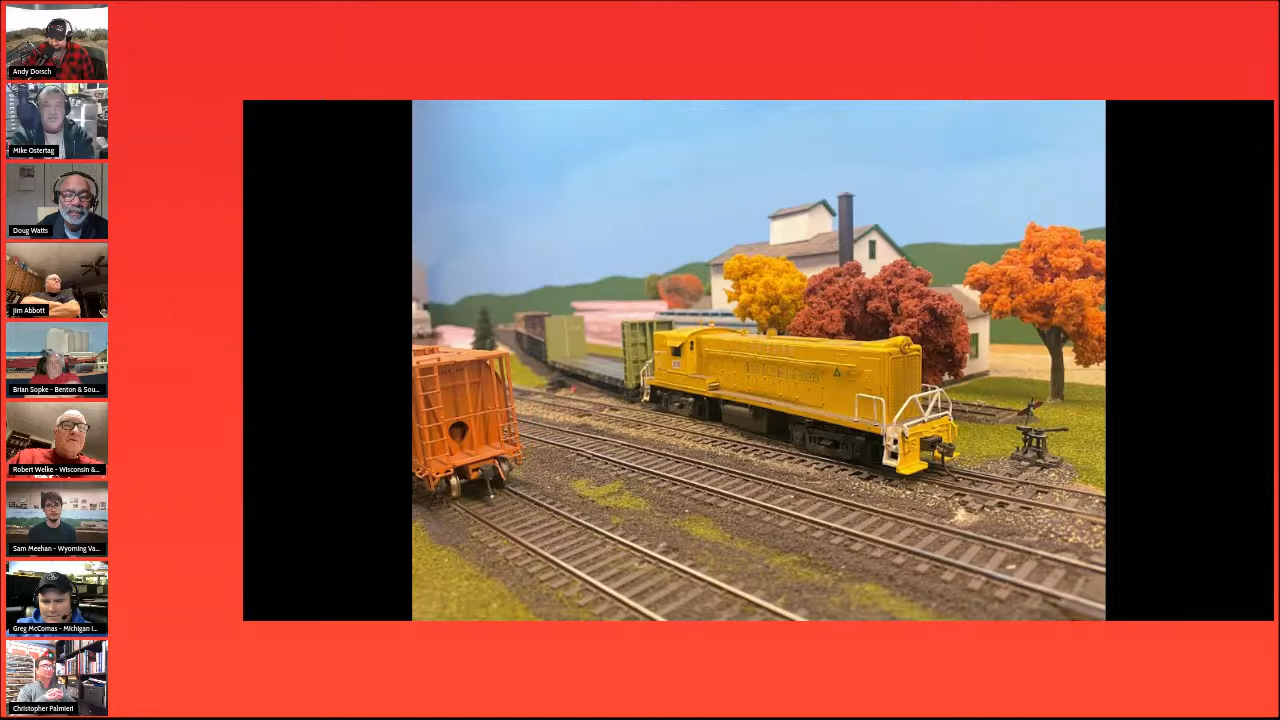 Andy Dorsch
Mike Ostertag
Doug Watts
Jim Abbott
Brian Sopke - Benton & Sou...
Robert Welke - Wisconsin &...
Sam Meehan - Wyoming Va...
Greg McComas - Michigan I...
Christopher Palmieri